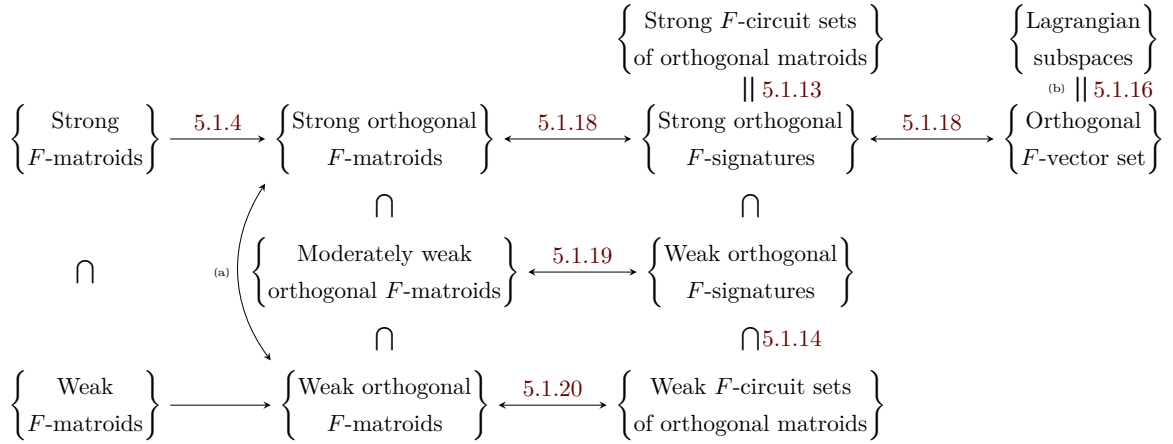 Strong F-circuit sets
of orthogonal matroids
Lagrangian
subspaces
|| 5.1.13
(b) || 5.1.16
Strong
F-matroids
5.1.4
Strong orthogonal
F-matroids
5.1.18
Strong orthogonal
F-signatures
5.1.18
Orthogonal
F-vector set
∩
∩
∩
(a)
Moderately weak
orthogonal F-matroids
5.1.19
Weak orthogonal
F-signatures
∩
∩ 5.1.14
Weak
F-matroids
Weak orthogonal
F-matroids
5.1.20
Weak F-circuit sets
of orthogonal matroids